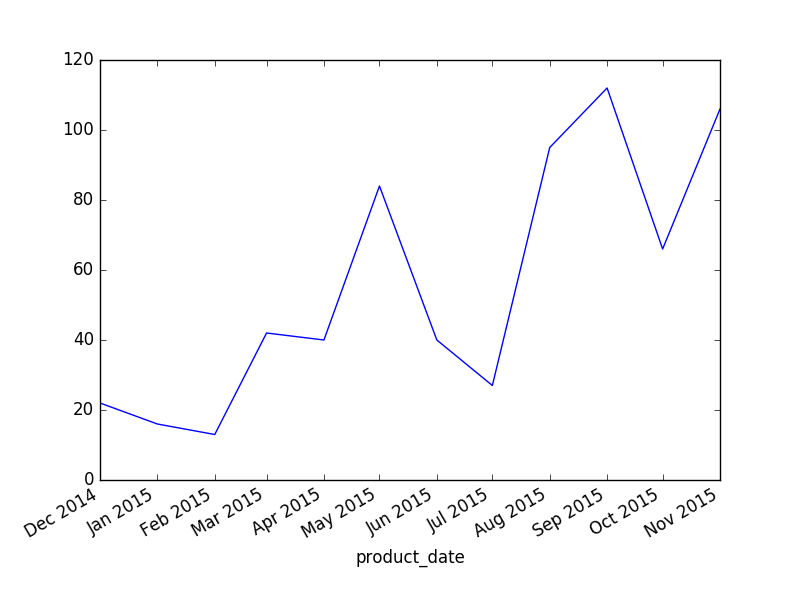 120
100
80
60
40
20
0
Dec 2014
Jan 2015
Feb 2015
Mar 2015
Apr 2015
May 2015
Jun 2015
Jul 2015
Aug 2015
Sep 2015
Oct 2015
Nov 2015
product_date